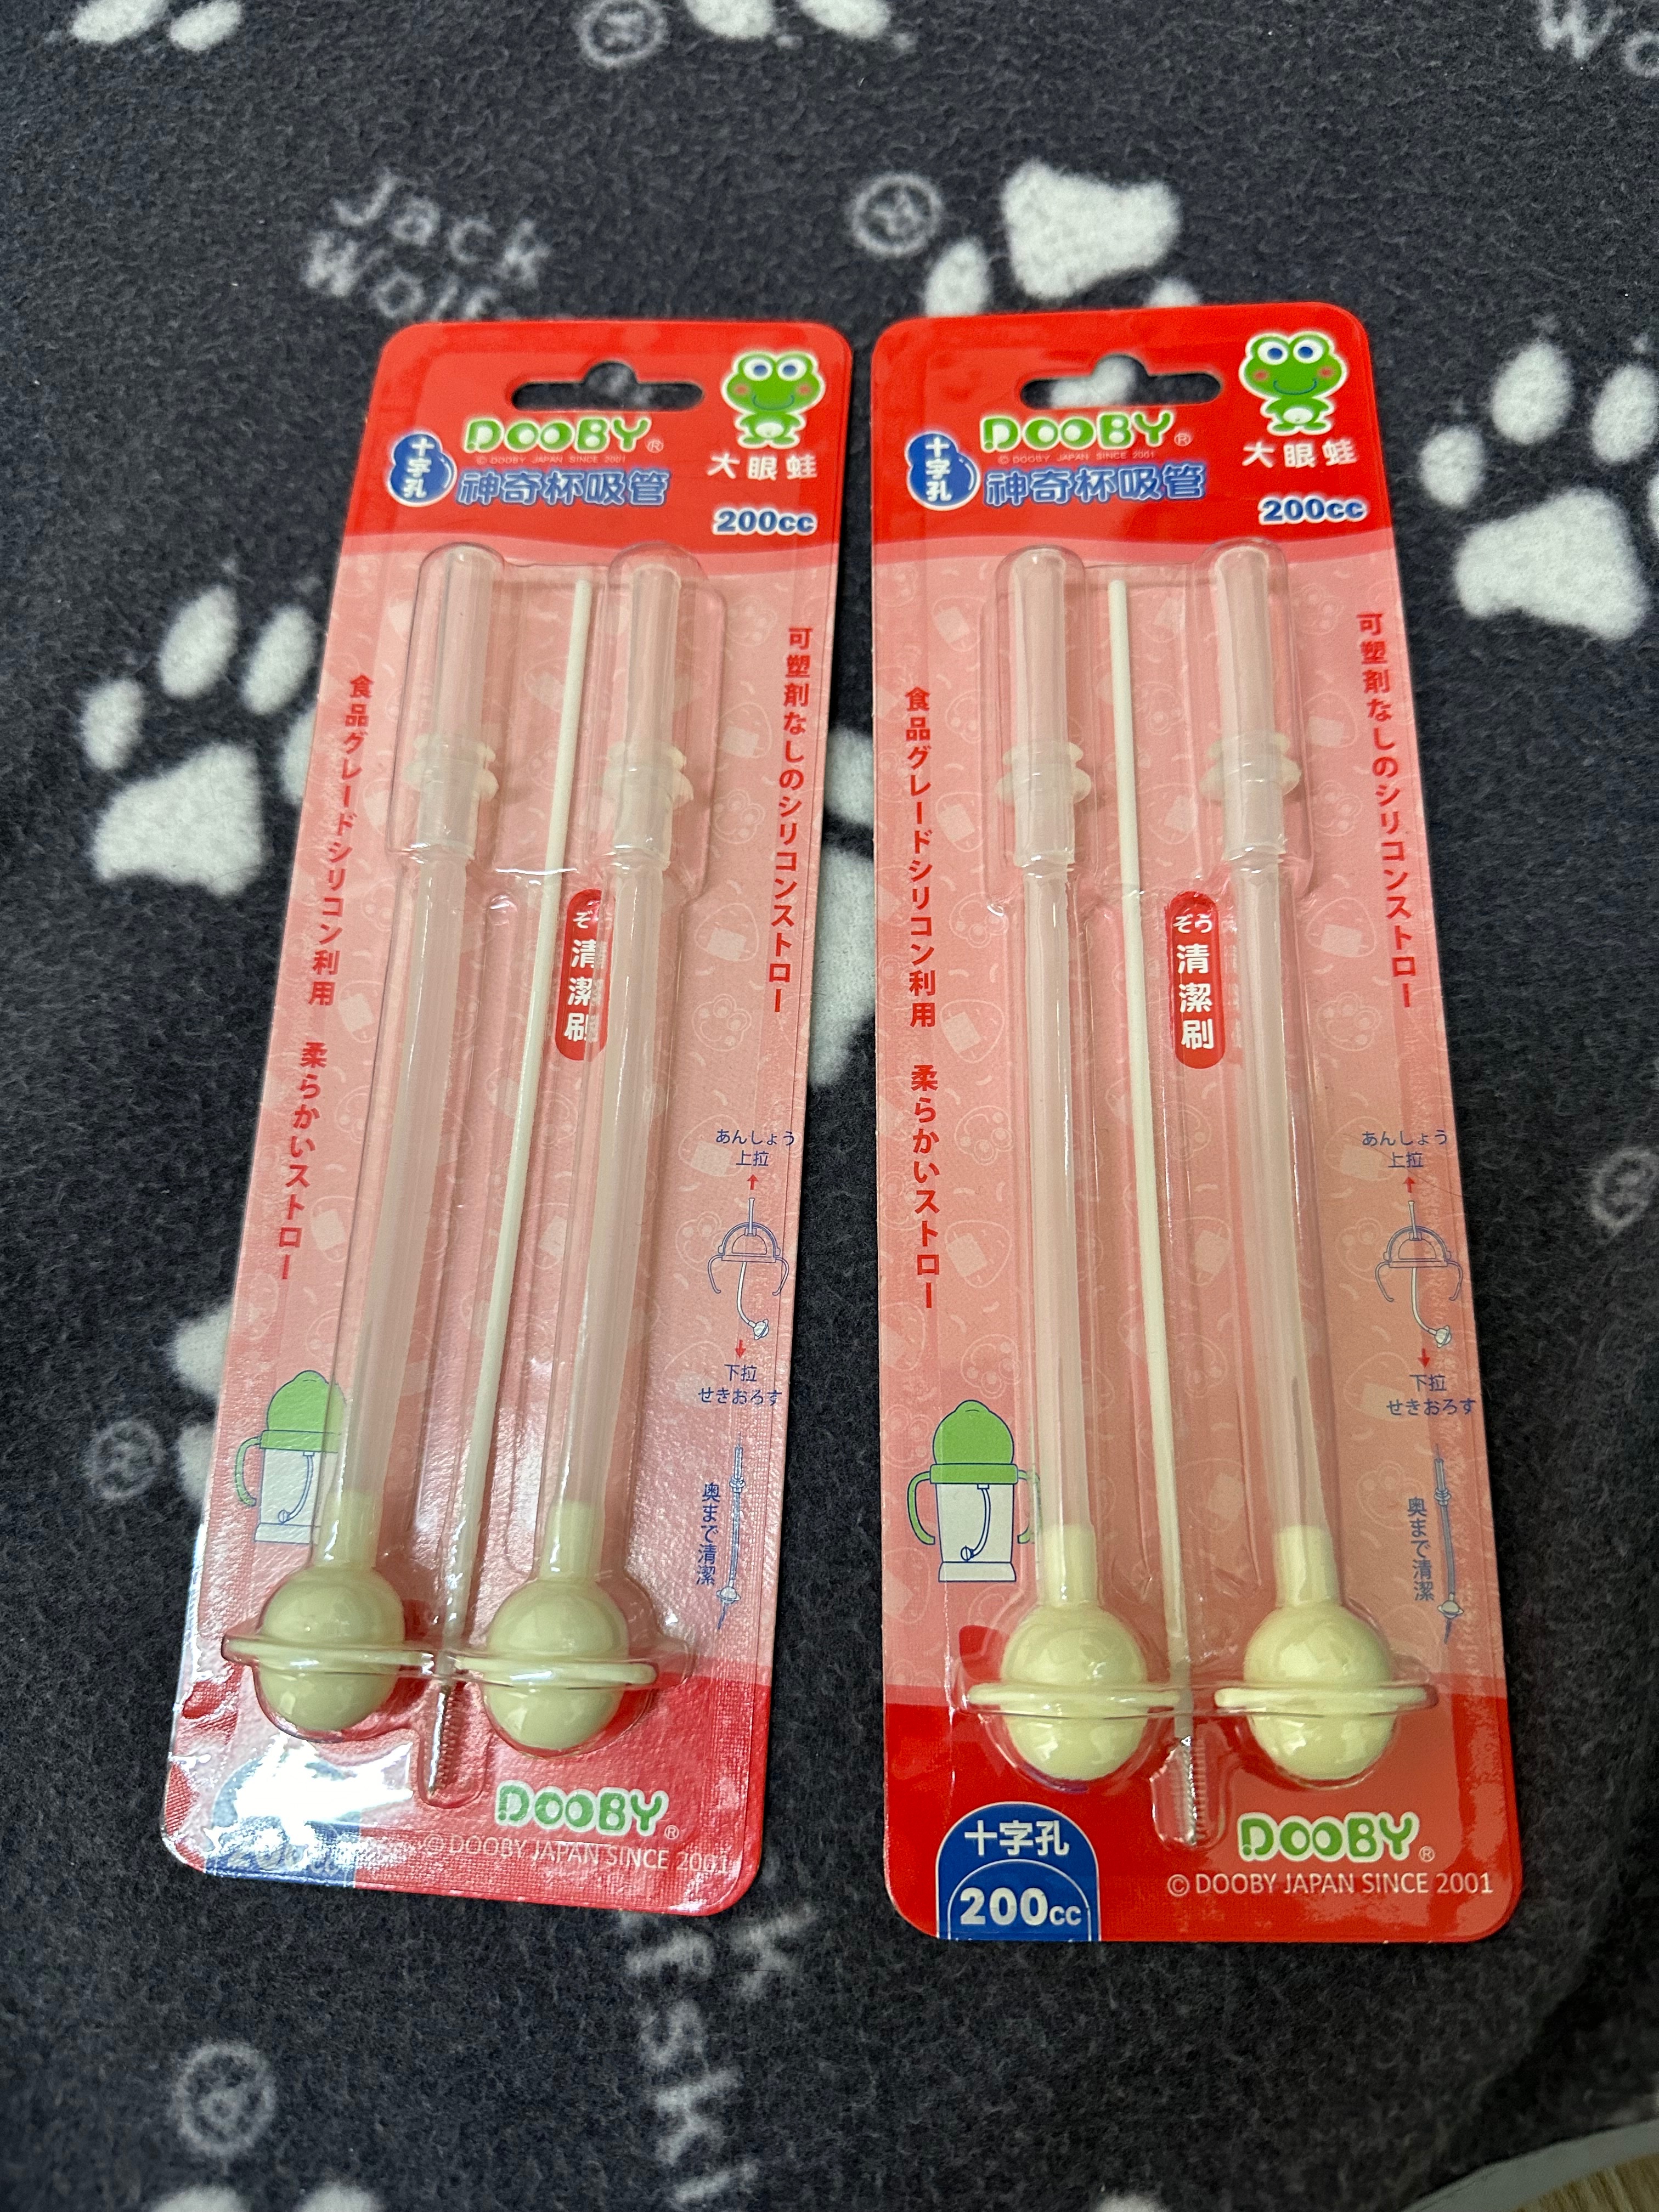 Jack
Wolfs
Wo
DOOBY®
© DOOBY JAPAN SINCE 2001
十字孔
神奇杯吸管
大眼蛙
200cc
可塑剤なしのシリコンストロー
食品グレードシリコン利用 柔らかいストロー
清潔刷
あんしょう
上拉
下拉
せきおろす
奥まで清潔
DOOBY®
© DOOBY JAPAN SINCE 2001
DOOBY®
© DOOBY JAPAN SINCE 2001
十字孔
神奇杯吸管
大眼蛙
200cc
可塑剤なしのシリコンストロー
食品グレードシリコン利用 柔らかいストロー
ぞう
清潔刷
あんしょう
上拉
下拉
せきおろす
奥まで清潔
十字孔
200cc
DOOBY®
© DOOBY JAPAN SINCE 2001